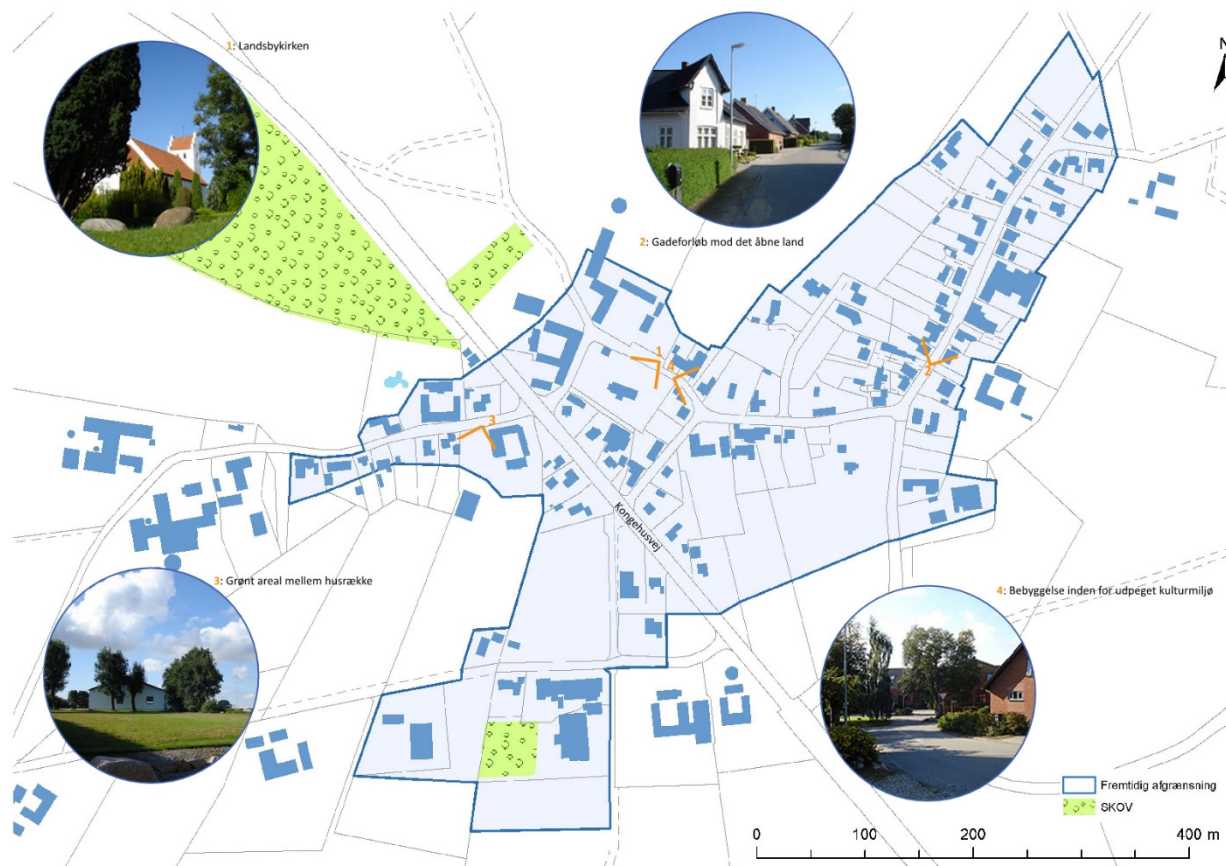 1: Landsbykirken
N
2: Gadeforløb mod det åbne land
1
4
2
3
Kongehusvej
3: Grønt areal mellem husrække
4: Bebyggelse inden for udpeget kulturmiljø
Fremtidig afgrænsning
SKOV
0 100 200 400 m